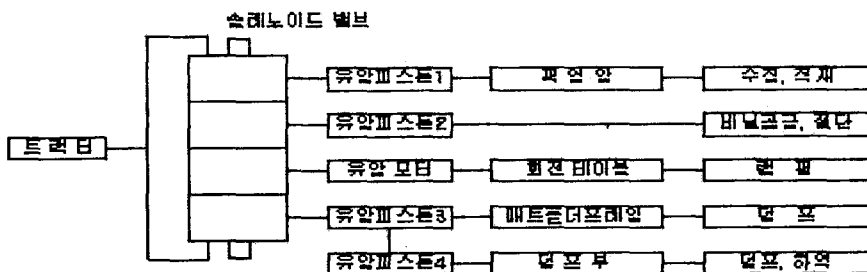 솔레노이드 밸브
유압피스톤1 베일암 수집, 적재
유압피스톤2 비닐공급, 절단
트랙터
유압 모터 회전 테이블 랩핑
유압피스톤3 매트롤더프레임 덤프
유압피스톤4 덤프 부 덤프, 하역